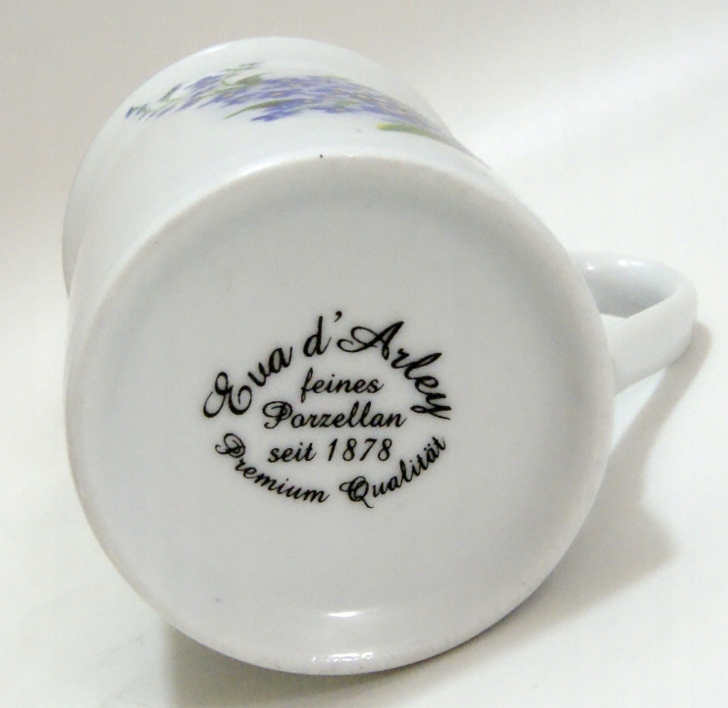 Eva d'Arley
feines
Porzellan
seit 1878
Premium Qualität